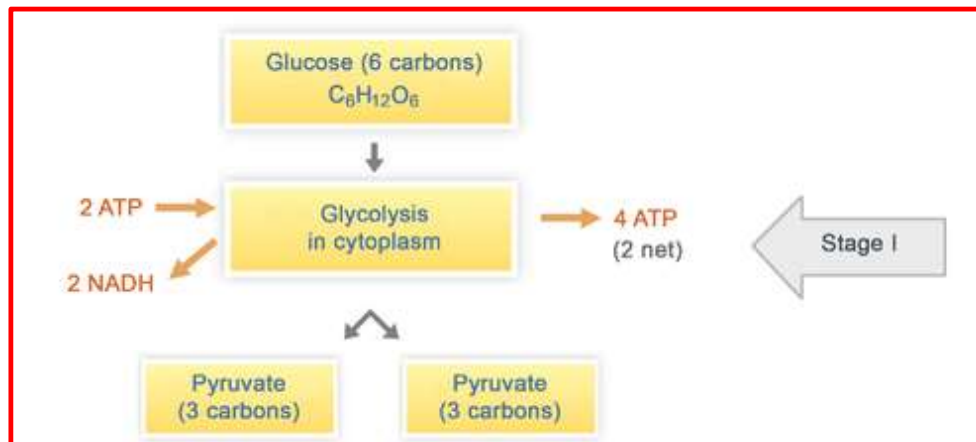 Glucose (6 carbons)
C₆H₁₂O₆
2 ATP
Glycolysis
in cytoplasm
4 ATP
(2 net)
Stage I
2 NADH
Pyruvate
(3 carbons)
Pyruvate
(3 carbons)